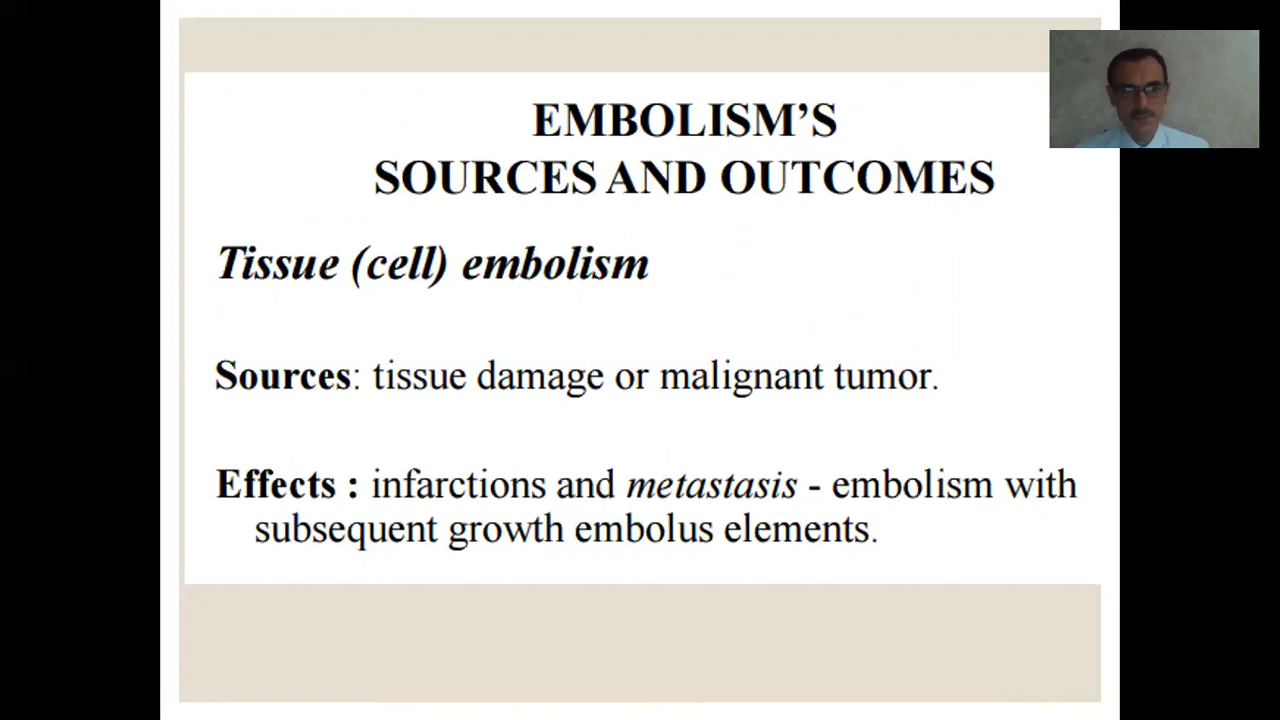 EMBOLISM’S
SOURCES AND OUTCOMES
Tissue (cell) embolism
Sources: tissue damage or malignant tumor.
Effects : infarctions and metastasis - embolism with
subsequent growth embolus elements.